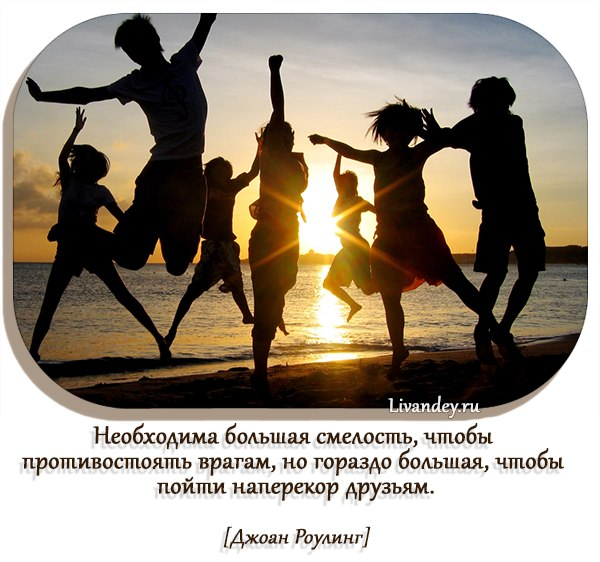 Livandey.ru
Необходима большая смелость, чтобы
противостоять врагам, но гораздо большая, чтобы
пойти наперекор друзьям.
[Джоан Роулинг]